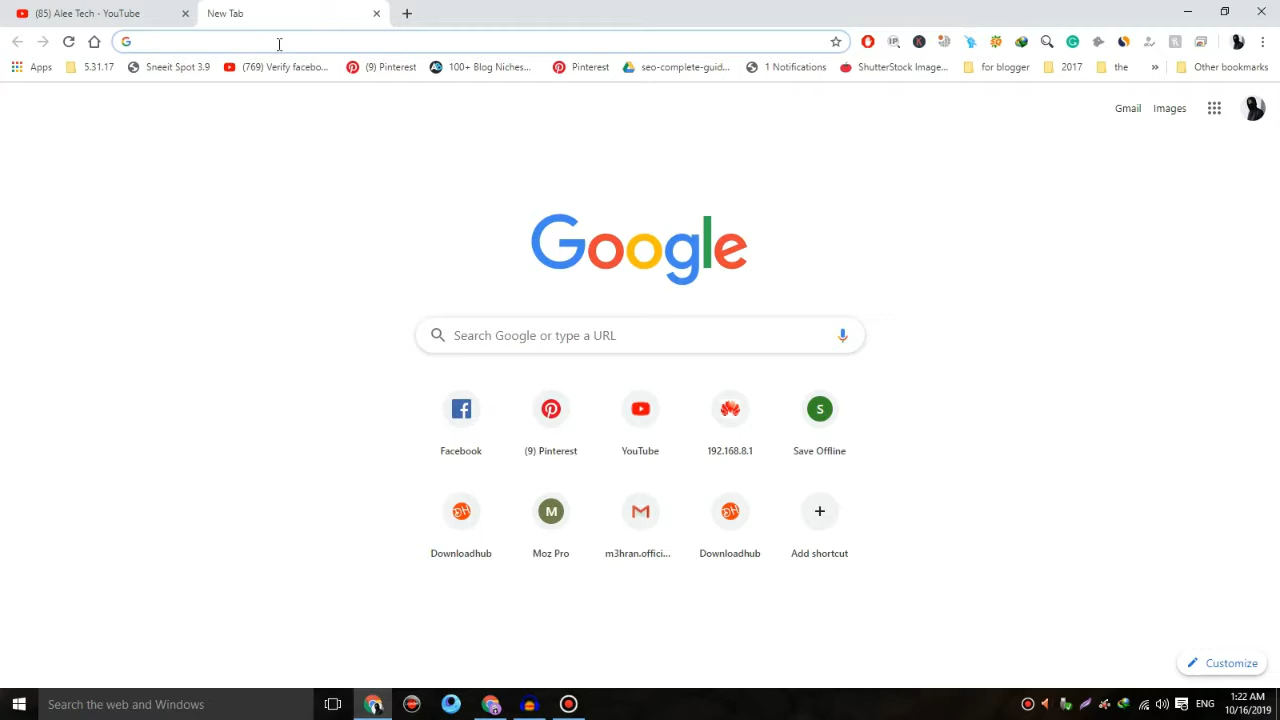 (85) Alee Tech - YouTube
New Tab
Apps
5.31.17
Sneeit Spot 3.9
(769) Verify facebo...
(9) Pinterest
100+ Blog Niches...
Pinterest
seo-complete-guid...
1 Notifications
ShutterStock Image...
for blogger
2017
the
»
Other bookmarks
Gmail
Images
Google
Search Google or type a URL
Facebook
(9) Pinterest
YouTube
192.168.8.1
S
Save Offline
Downloadhub
M
Moz Pro
m3hran.offici...
Downloadhub
Add shortcut
Customize
Search the web and Windows
ENG
1:22 AM
10/16/2019